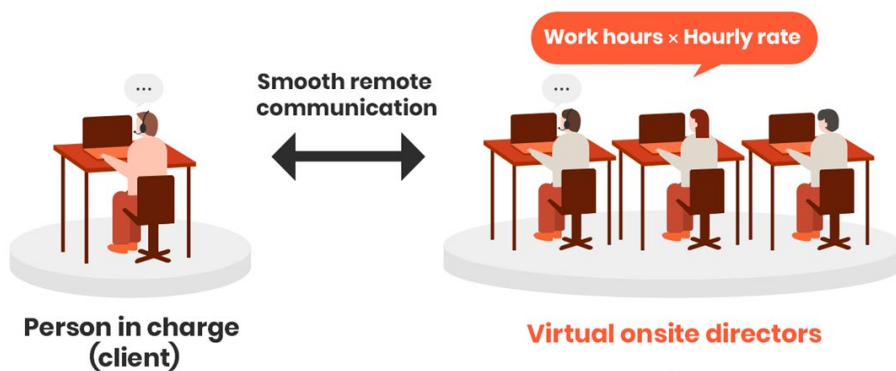 Work hours × Hourly rate
...
Smooth remote
communication
...
Person in charge
(client)
Virtual onsite directors